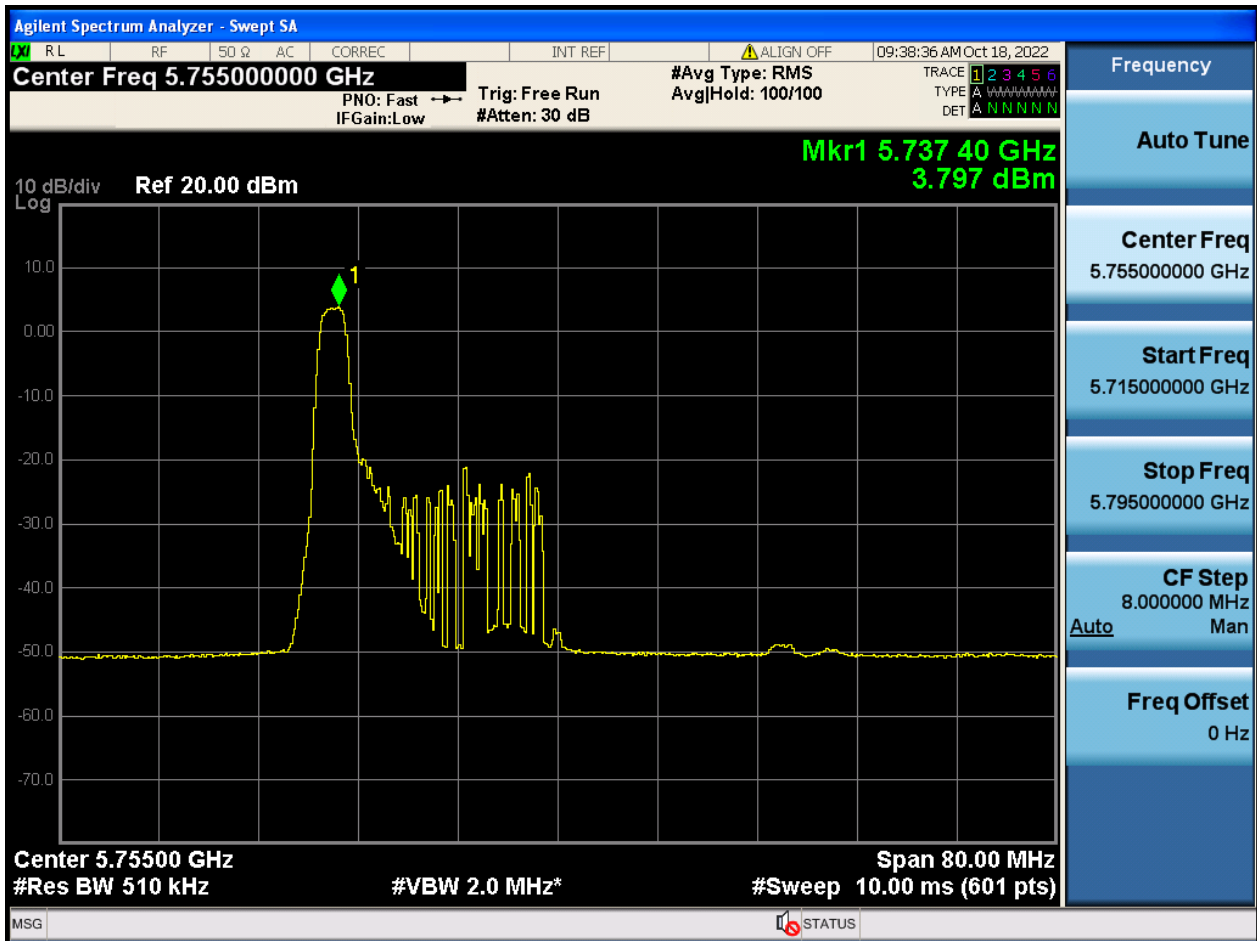 Agilent Spectrum Analyzer - Swept SA
LXI RL RF 50 Ω AC CORREC INT REF ALIGN OFF 09:38:36 AM Oct 18, 2022
Center Freq 5.755000000 GHz
PNO: Fast
IFGain:Low
Trig: Free Run
#Atten: 30 dB
#Avg Type: RMS
Avg|Hold: 100/100
TRACE 1 2 3 4 5 6
TYPE A WWWWW
DET A N N N N N
Mkr1 5.737 40 GHz
3.797 dBm
10 dB/div Ref 20.00 dBm
Log
10.0
0.00
-10.0
-20.0
-30.0
-40.0
-50.0
-60.0
-70.0
1
Center 5.75500 GHz Span 80.00 MHz
#Res BW 510 kHz #VBW 2.0 MHz* #Sweep 10.00 ms (601 pts)
MSG STATUS
Frequency
Auto Tune
Center Freq
5.755000000 GHz
Start Freq
5.715000000 GHz
Stop Freq
5.795000000 GHz
CF Step
8.000000 MHz
Auto Man
Freq Offset
0 Hz